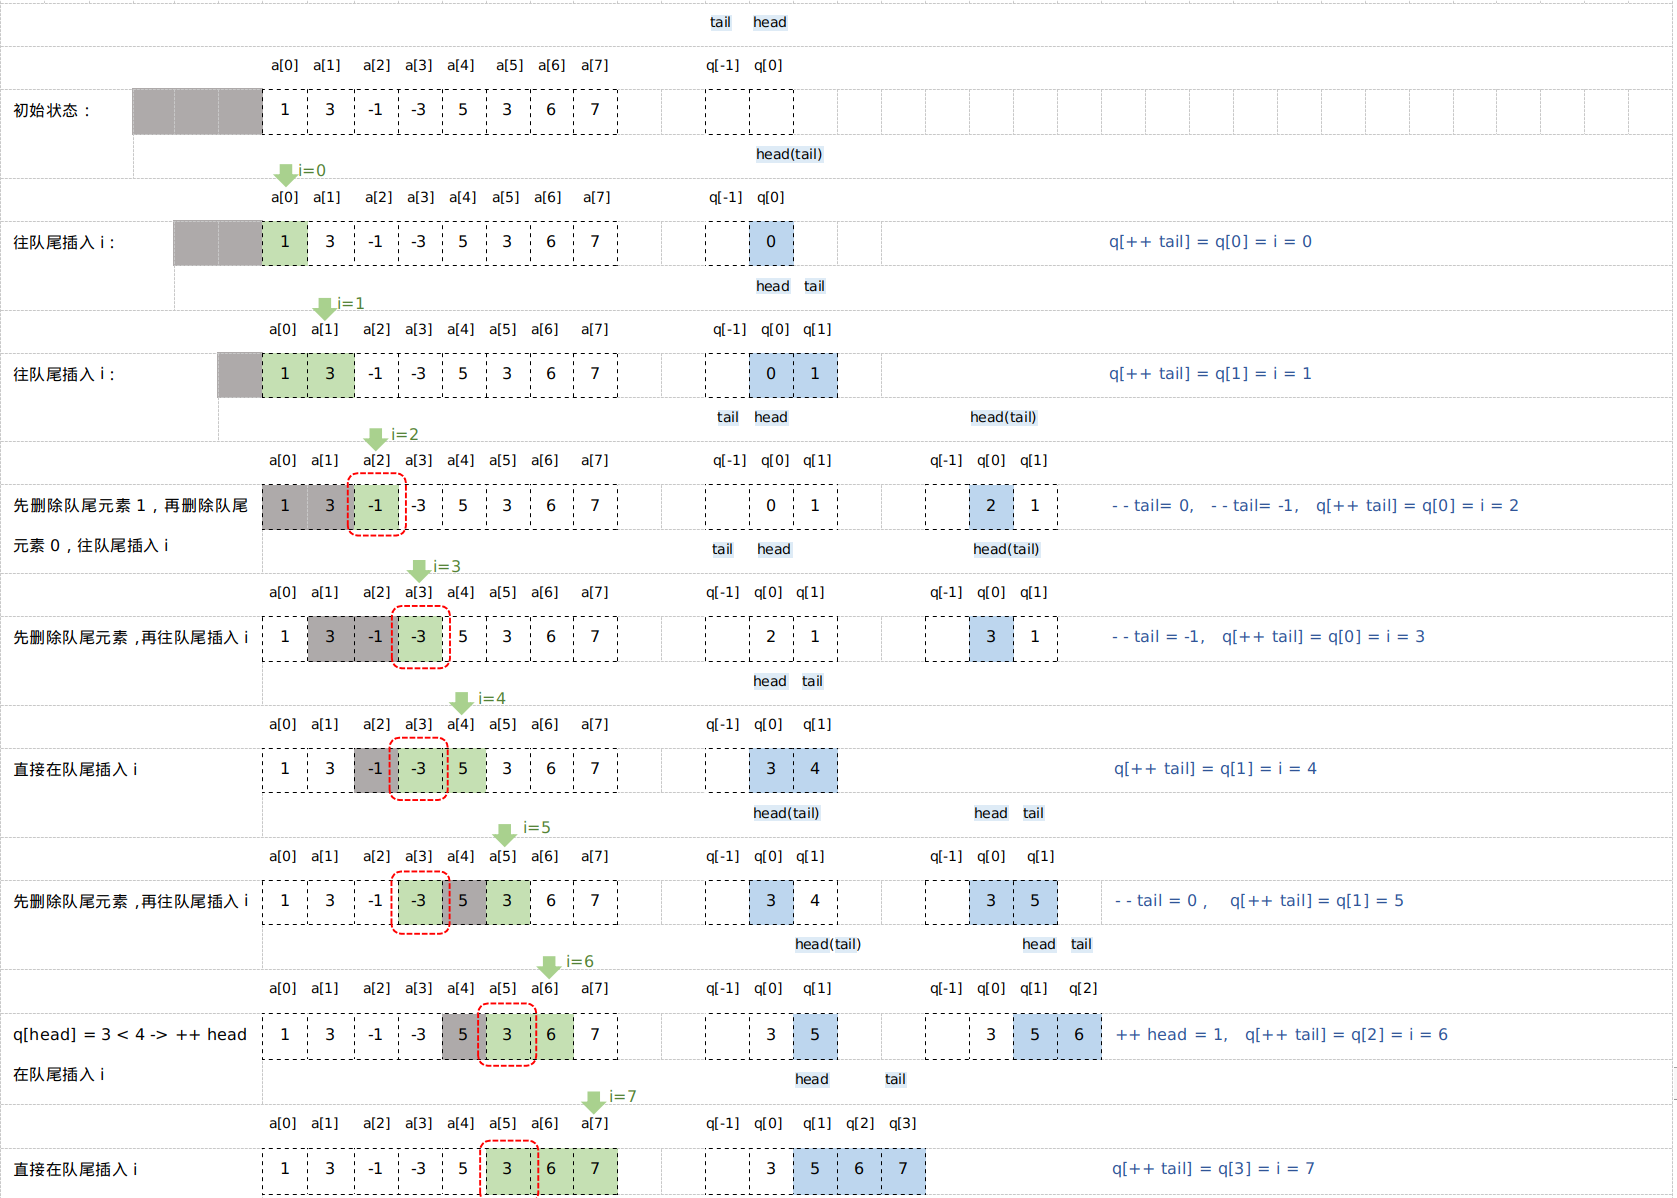 tail head
a[0] a[1] a[2] a[3] a[4] a[5] a[6] a[7] q[-1] q[0]
初始状态： 1 3 -1 -3 5 3 6 7
head(tail)
i=0
a[0] a[1] a[2] a[3] a[4] a[5] a[6] a[7] q[-1] q[0]
往队尾插入 i： 1 3 -1 -3 5 3 6 7 0 q[++ tail] = q[0] = i = 0
head tail
i=1
a[0] a[1] a[2] a[3] a[4] a[5] a[6] a[7] q[-1] q[0] q[1]
往队尾插入 i： 1 3 -1 -3 5 3 6 7 0 1 q[++ tail] = q[1] = i = 1
tail head head(tail)
i=2
a[0] a[1] a[2] a[3] a[4] a[5] a[6] a[7] q[-1] q[0] q[1] q[-1] q[0] q[1]
先删除队尾元素 1，再删除队尾 1 3 -1 -3 5 3 6 7 0 1 2 1 - - tail= 0, - - tail= -1, q[++ tail] = q[0] = i = 2
元素 0，往队尾插入 i
tail head head(tail)
i=3
a[0] a[1] a[2] a[3] a[4] a[5] a[6] a[7] q[-1] q[0] q[1] q[-1] q[0] q[1]
先删除队尾元素 ,再往队尾插入 i 1 3 -1 -3 5 3 6 7 2 1 3 1 - - tail = -1, q[++ tail] = q[0] = i = 3
head tail
i=4
a[0] a[1] a[2] a[3] a[4] a[5] a[6] a[7] q[-1] q[0] q[1]
直接在队尾插入 i 1 3 -1 -3 5 3 6 7 3 4 q[++ tail] = q[1] = i = 4
head(tail) head tail
i=5
a[0] a[1] a[2] a[3] a[4] a[5] a[6] a[7] q[-1] q[0] q[1] q[-1] q[0] q[1]
先删除队尾元素 ,再往队尾插入 i 1 3 -1 -3 5 3 6 7 3 4 3 5 - - tail = 0 , q[++ tail] = q[1] = 5
head(tail) head tail
i=6
a[0] a[1] a[2] a[3] a[4] a[5] a[6] a[7] q[-1] q[0] q[1] q[-1] q[0] q[1] q[2]
q[head] = 3 < 4 -> ++ head 1 3 -1 -3 5 3 6 7 3 5 3 5 6 ++ head = 1, q[++ tail] = q[2] = i = 6
在队尾插入 i
head tail
i=7
a[0] a[1] a[2] a[3] a[4] a[5] a[6] a[7] q[-1] q[0] q[1] q[2] q[3]
直接在队尾插入 i 1 3 -1 -3 5 3 6 7 3 5 6 7 q[++ tail] = q[3] = i = 7